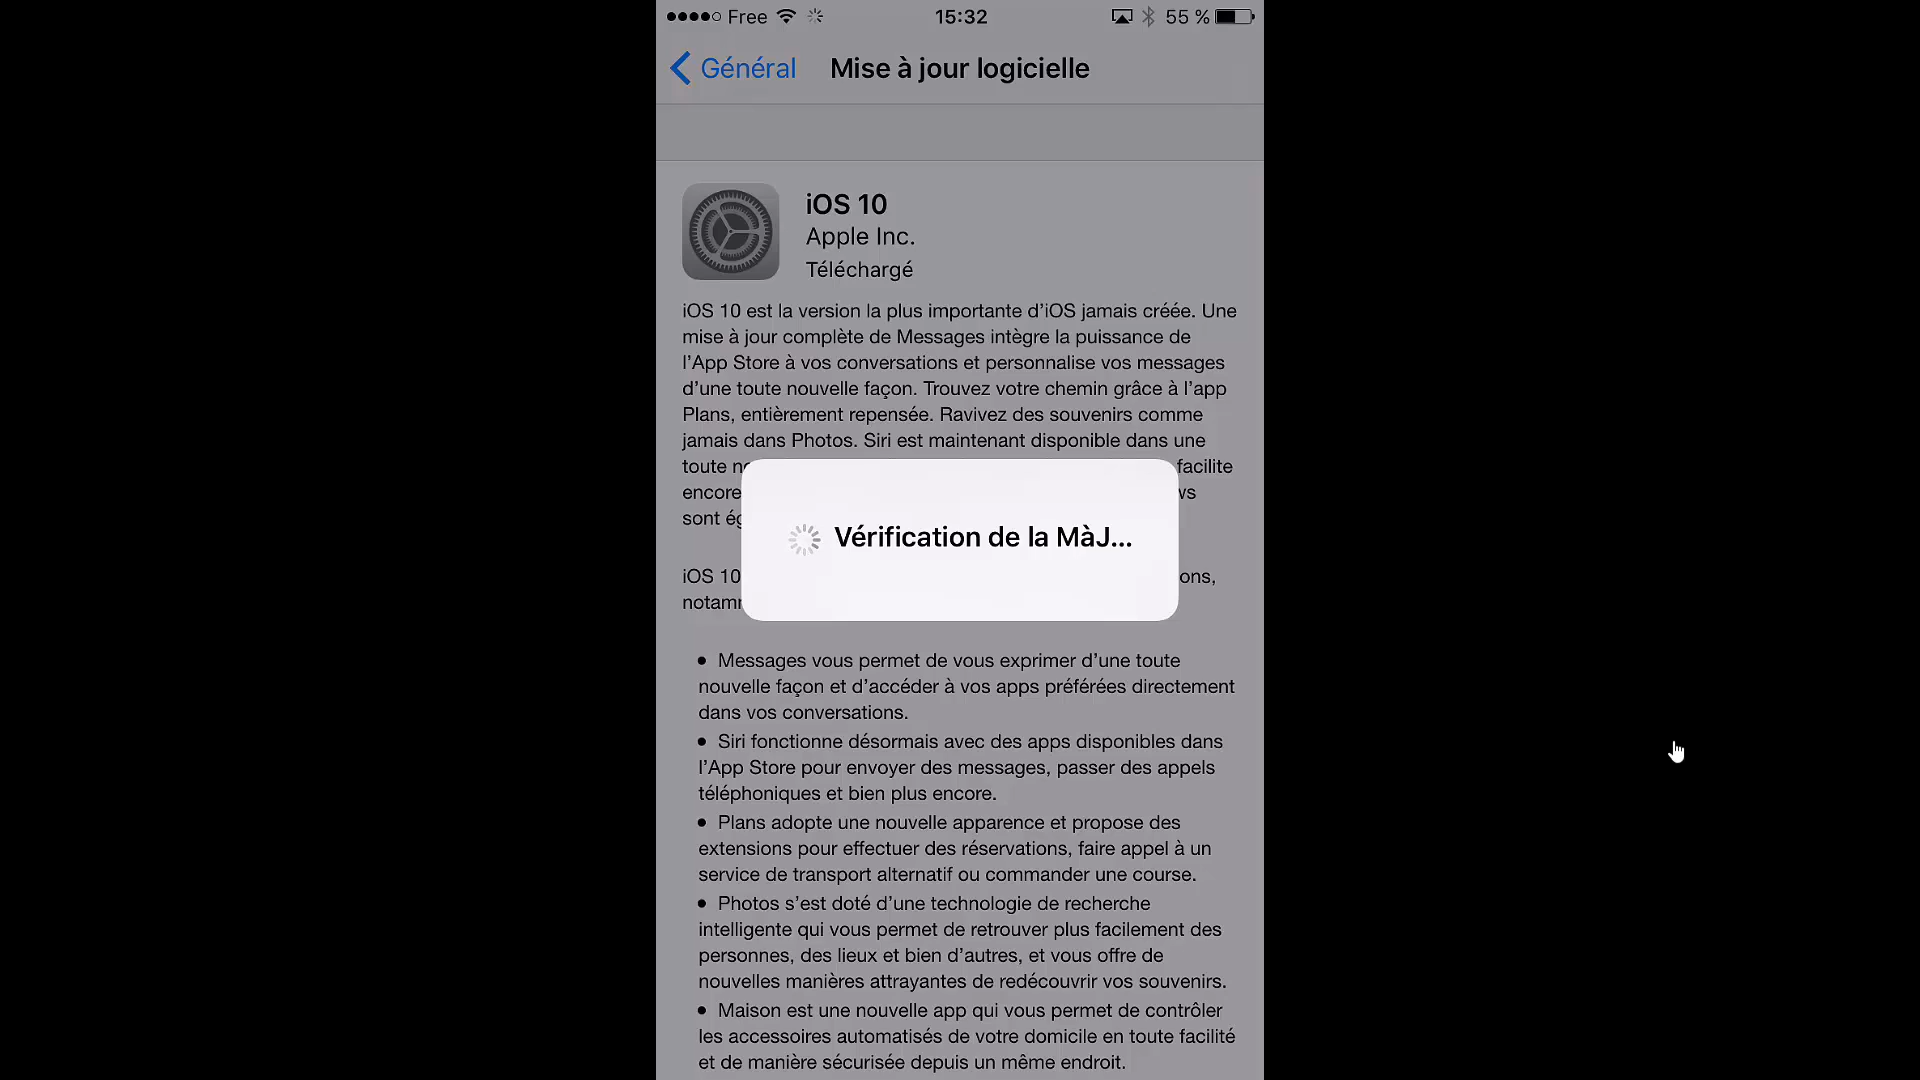 Free 15:32 55 %
Général Mise à jour logicielle
iOS 10
Apple Inc.
Téléchargé
iOS 10 est la version la plus importante d’iOS jamais créée. Une
mise à jour complète de Messages intègre la puissance de
l’App Store à vos conversations et personnalise vos messages
d’une toute nouvelle façon. Trouvez votre chemin grâce à l’app
Plans, entièrement repensée. Ravivez des souvenirs comme
jamais dans Photos. Siri est maintenant disponible dans une
toute facilite
encore
sont
Vérification de la MàJ...
iOS 10
• Messages vous permet de vous exprimer d’une toute
nouvelle façon et d’accéder à vos apps préférées directement
dans vos conversations.
• Siri fonctionne désormais avec des apps disponibles dans
l’App Store pour envoyer des messages, passer des appels
téléphoniques et bien plus encore.
• Plans adopte une nouvelle apparence et propose des
extensions pour effectuer des réservations, faire appel à un
service de transport alternatif ou commander une course.
• Photos s’est doté d’une technologie de recherche
intelligente qui vous permet de retrouver plus facilement des
personnes, des lieux et bien d’autres, et vous offre de
nouvelles manières attrayantes de redécouvrir vos souvenirs.
• Maison est une nouvelle app qui vous permet de contrôler
les accessoires automatisés de votre domicile en toute facilité
et de manière sécurisée depuis un même endroit.